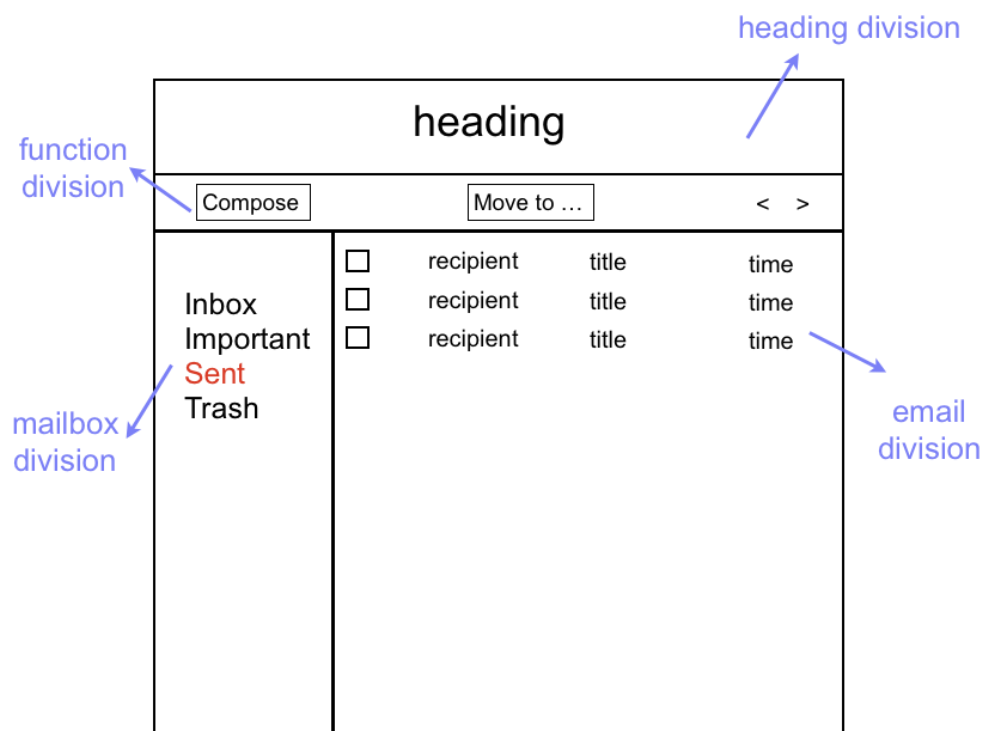 heading division
heading
function
division
Compose
Move to …
< >
recipient title time
recipient title time
recipient title time
Inbox
Important
Sent
Trash
mailbox
division
email
division